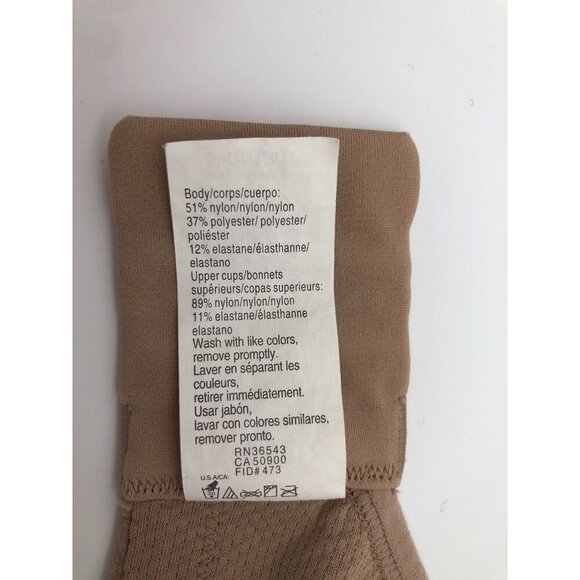 Body/corps/cuerpo:
51% nylon/nylon/nylon
37% polyester/ polyester/
poliéster
12% elastane/élasthanne/
elastano
Upper cups/bonnets
supérieurs/copas superieurs:
89% nylon/nylon/nylon
11% elastane/élasthanne
elastano
Wash with like colors,
remove promptly.
Laver en séparant les
couleurs,
retirer immédiatement.
Usar jabón,
lavar con colores similares,
remover pronto.
RN36543
CA50900
FID#473
U.S.A/CA: